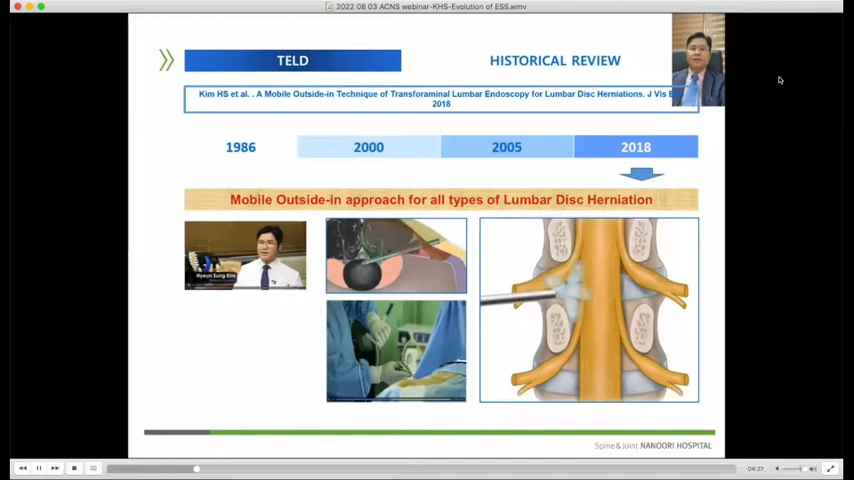 2022 08 03 ACNS webinar-KHS-Evolution of ESS.wmv
TELD
HISTORICAL REVIEW
Kim HS et al. . A Mobile Outside-in Technique of Transforaminal Lumbar Endoscopy for Lumbar Disc Herniations. J Vis
2018
1986
2000
2005
2018
Mobile Outside-in approach for all types of Lumbar Disc Herniation
Hyeun Sung Kim
Spine & Joint NANOORI HOSPITAL
04:27